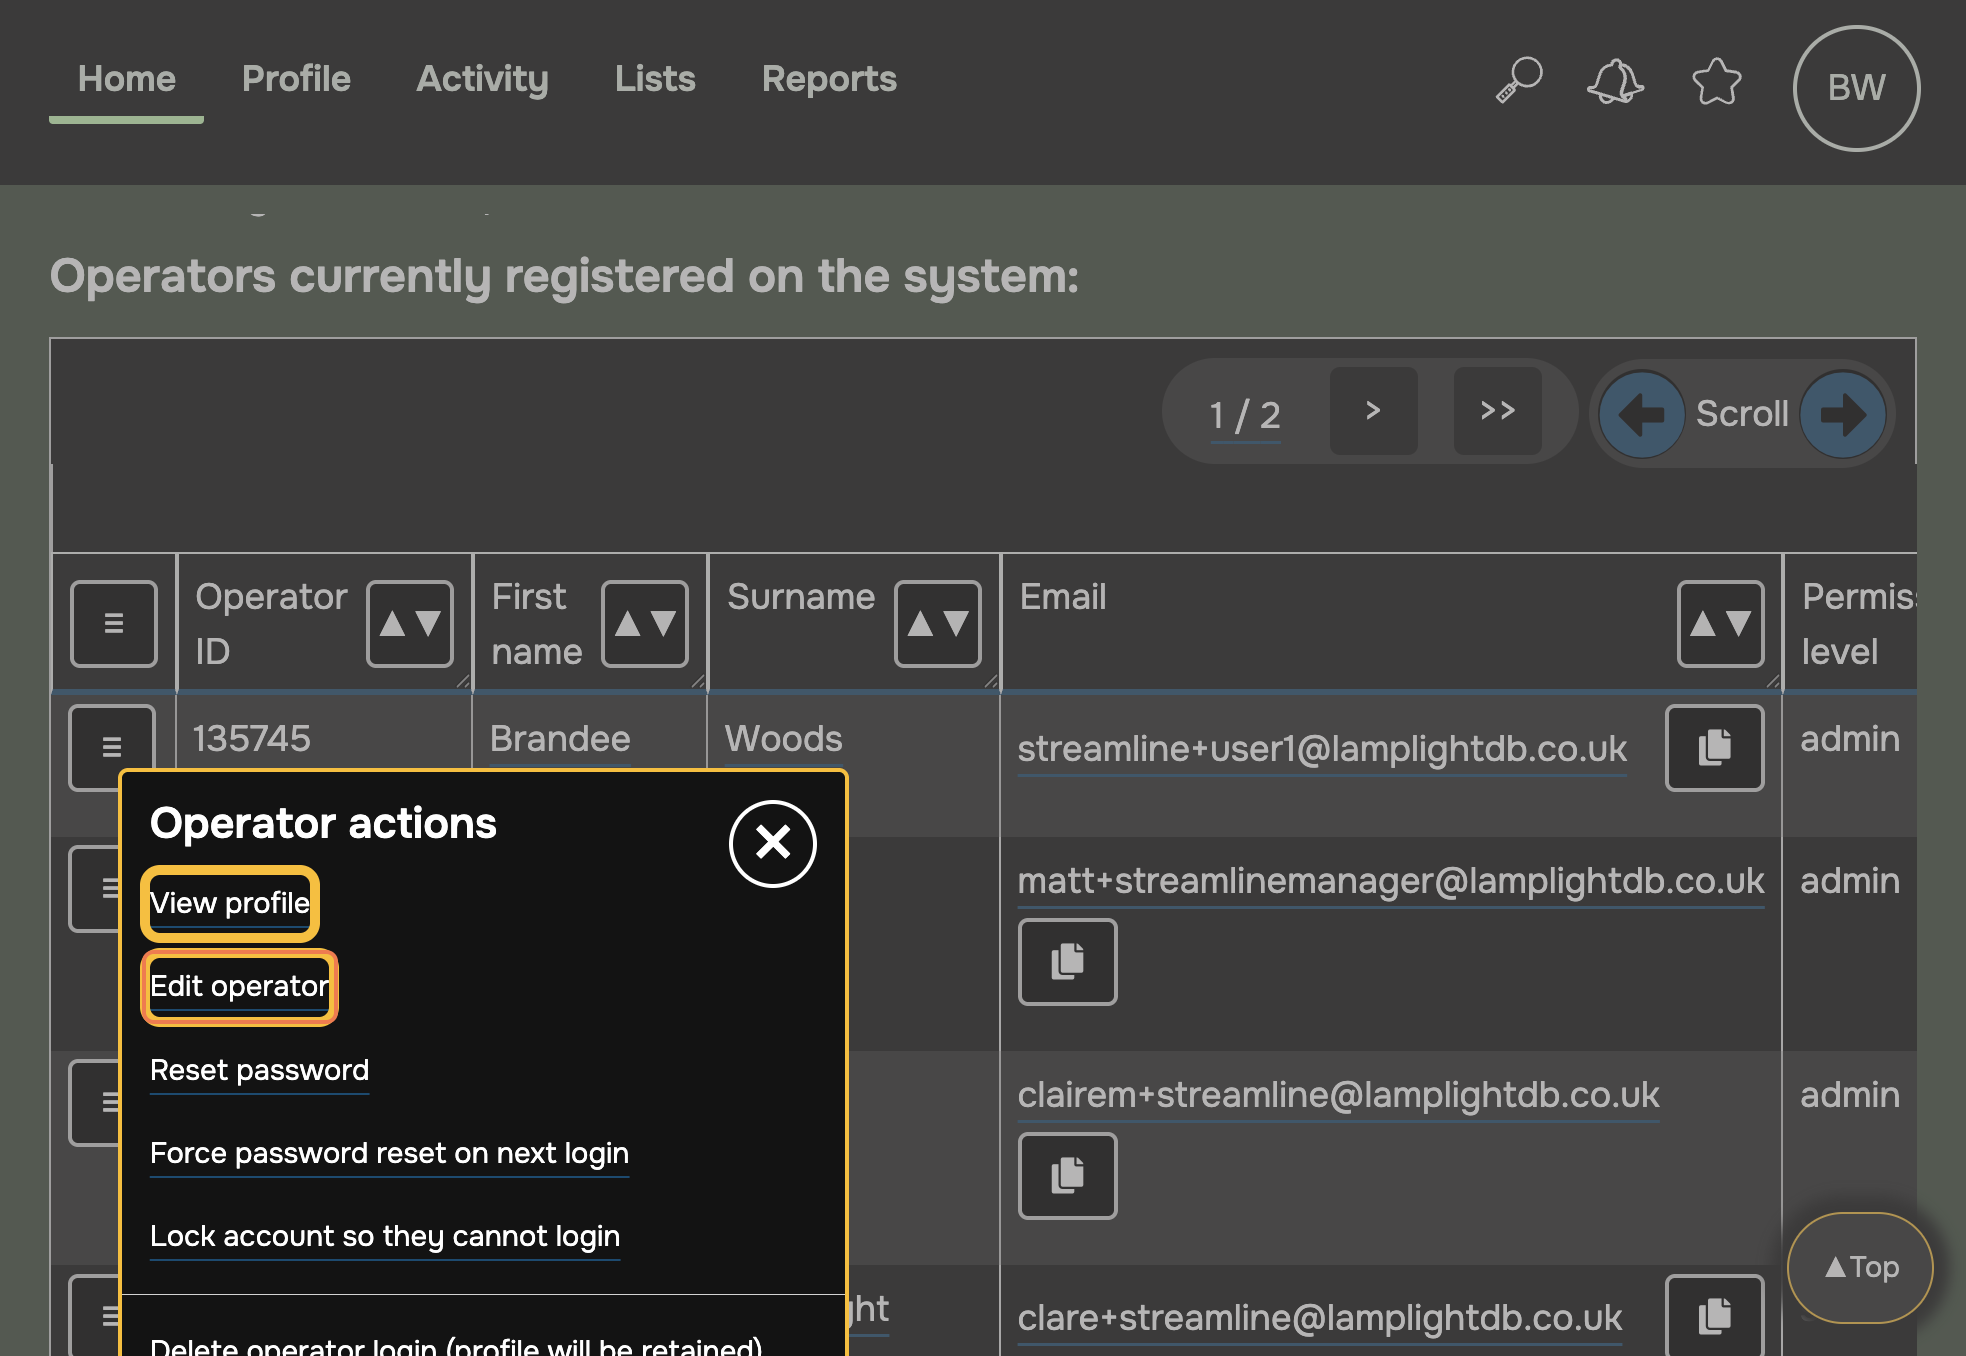 Home Profile Activity Lists Reports BW
Operators currently registered on the system:
1 / 2 > >> Scroll
Operator ID First name Surname Email level
135745 Brandee Woods streamline+user1@lamplightdb.co.uk admin
Operator actions
View profile
Edit operator
Reset password
Force password reset on next login
Lock account so they cannot login
Delete operator login (profile will be retained)
matt+streamlinemanager@lamplightdb.co.uk admin
clairem+streamline@lamplightdb.co.uk admin
clare+streamline@lamplightdb.co.uk
▲Top